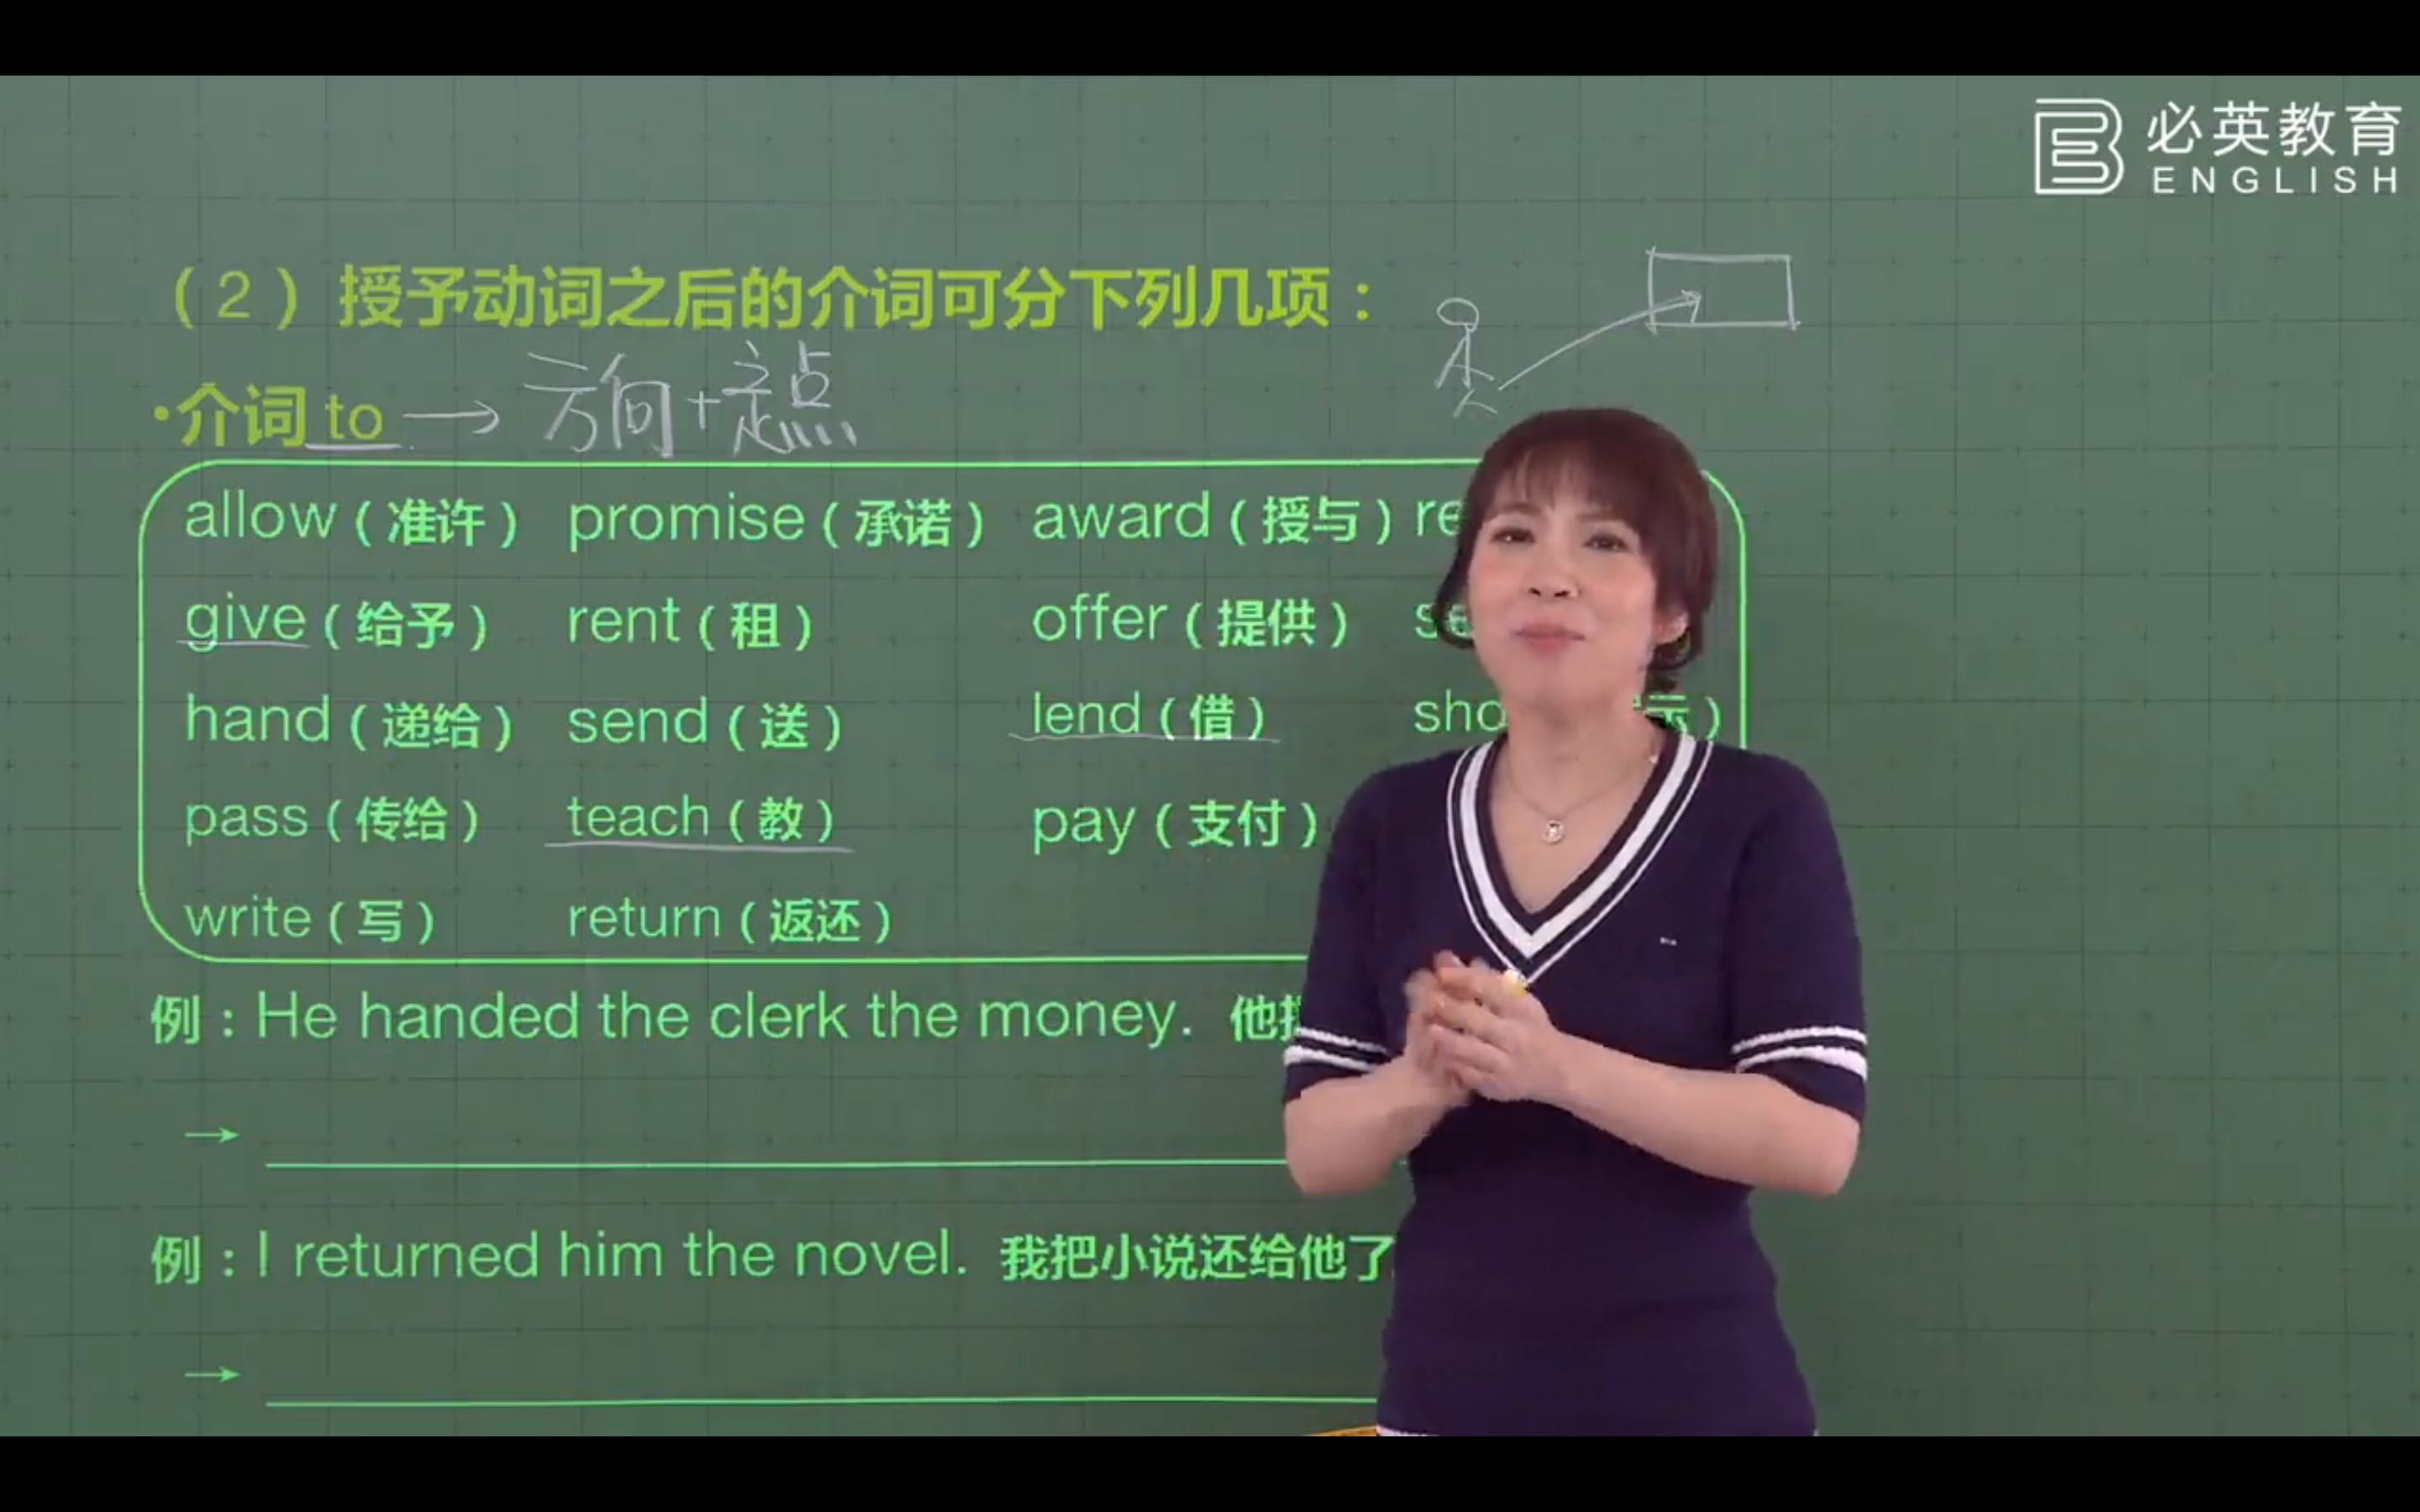 必英教育
ENGLISH
（2）授予动词之后的介词可分下列几项：
·介词 to → 方向+定点
allow（准许） promise（承诺） award（授与）
give（给予） rent（租） offer（提供）
hand（递给） send（送） lend（借）
pass（传给） teach（教） pay（支付）
write（写） return（返还）
例：He handed the clerk the money. 他
→
例：I returned him the novel. 我把小说还给他了
→